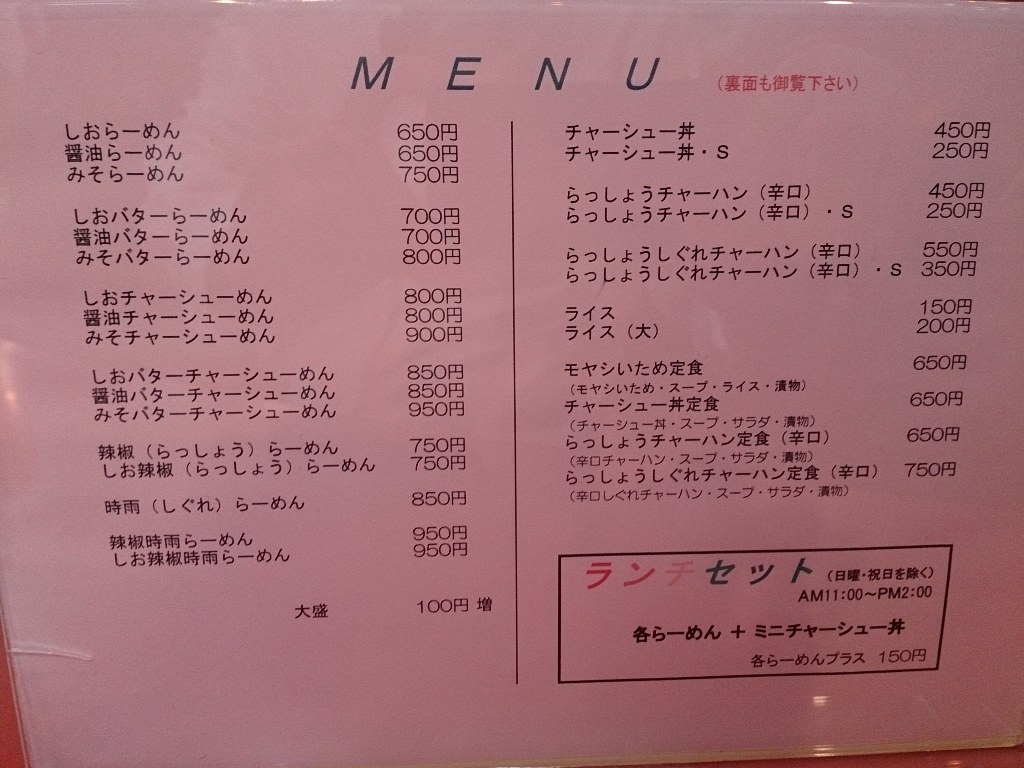 MENU (裏面も御覧下さい)
しおらーめん 650円
醤油らーめん 650円
みそらーめん 750円
しおバターらーめん 700円
醤油バターらーめん 700円
みそバターらーめん 800円
しおチャーシューめん 800円
醤油チャーシューめん 800円
みそチャーシューめん 900円
しおバターチャーシューめん 850円
醤油バターチャーシューめん 850円
みそバターチャーシューめん 950円
辣椒（らっしょう）らーめん 750円
しお辣椒（らっしょう）らーめん 750円
時雨（しぐれ）らーめん 850円
辣椒時雨らーめん 950円
しお辣椒時雨らーめん 950円
大盛 100円 増
チャーシュー丼 450円
チャーシュー丼・S 250円
らっしょうチャーハン（辛口） 450円
らっしょうチャーハン（辛口）・S 250円
らっしょうしぐれチャーハン（辛口） 550円
らっしょうしぐれチャーハン（辛口）・S 350円
ライス 150円
ライス（大） 200円
モヤシいため定食 650円
（モヤシいため・スープ・ライス・漬物）
チャーシュー丼定食 650円
（チャーシュー丼・スープ・サラダ・漬物）
らっしょうチャーハン定食（辛口） 650円
（辛口チャーハン・スープ・サラダ・漬物）
らっしょうしぐれチャーハン定食（辛口） 750円
（辛口しぐれチャーハン・スープ・サラダ・漬物）
ランチセット（日曜・祝日を除く）
AM11:00～PM2:00
各らーめん ＋ ミニチャーシュー丼
各らーめんプラス 150円